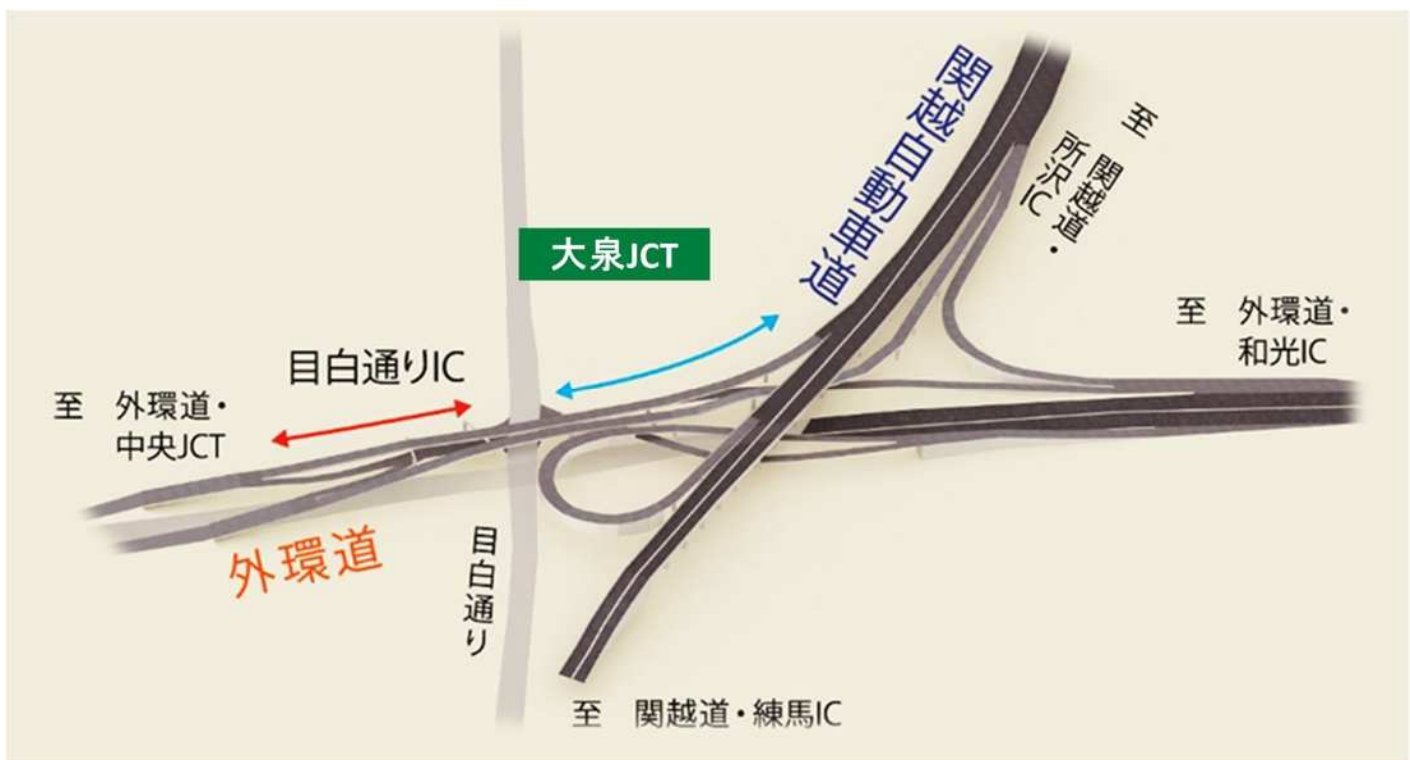 関越自動車道
至 関越道・
所沢IC
大泉JCT
至 外環道・
和光IC
目白通りIC
至 外環道・
中央JCT
外環道
目白通り
至 関越道・練馬IC